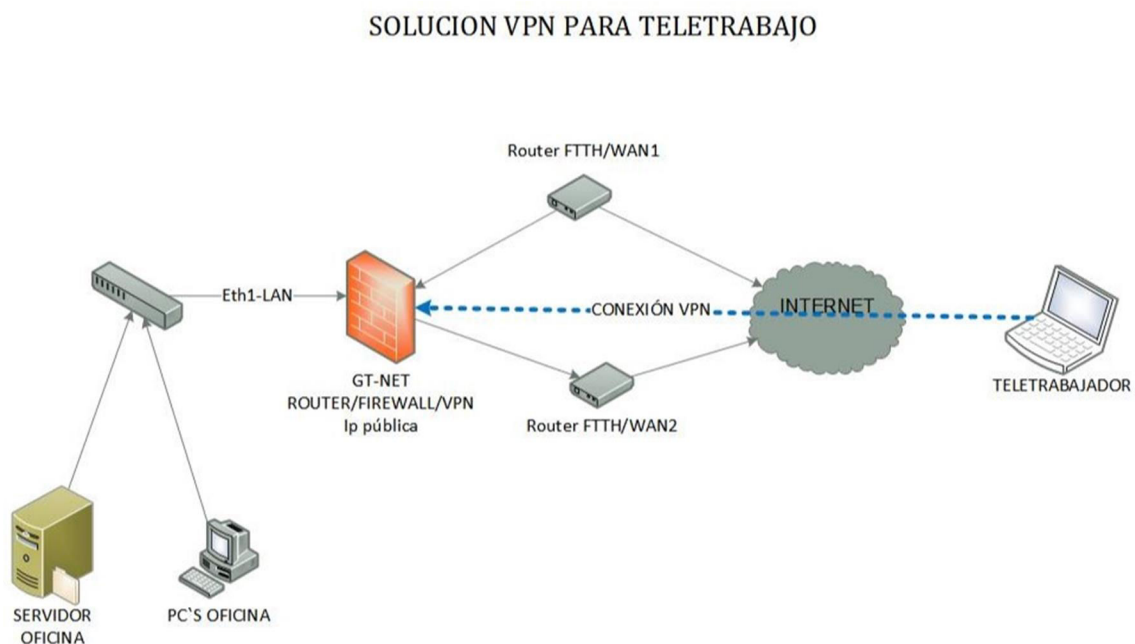 SOLUCION VPN PARA TELETRABAJO
Router FTTH/WAN1
Eth1-LAN
CONEXIÓN VPN
INTERNET
GT-NET
ROUTER/FIREWALL/VPN
Ip pública
Router FTTH/WAN2
TELETRABAJADOR
SERVIDOR
OFICINA
PC`S OFICINA